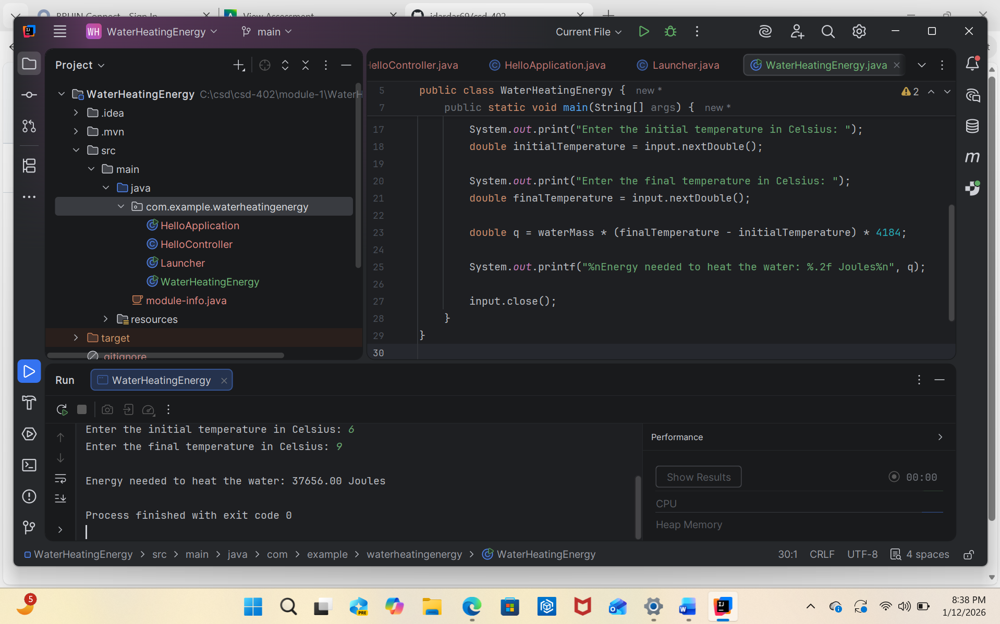 View Assessment
WH WaterHeatingEnergy main Current File
Project
WaterHeatingEnergy C:\csd\csd-402\module-1\Water
.idea
.mvn
src
main
java
com.example.waterheatingenergy
HelloApplication
HelloController
Launcher
WaterHeatingEnergy
module-info.java
resources
target
.gitignore
HelloController.java HelloApplication.java Launcher.java WaterHeatingEnergy.java
5 public class WaterHeatingEnergy { new *
7 public static void main(String[] args) { new *
2
17 System.out.print("Enter the initial temperature in Celsius: ");
18 double initialTemperature = input.nextDouble();
19
20 System.out.print("Enter the final temperature in Celsius: ");
21 double finalTemperature = input.nextDouble();
22
23 double q = waterMass * (finalTemperature - initialTemperature) * 4184;
24
25 System.out.printf("%nEnergy needed to heat the water: %.2f Joules%n", q);
26
27 input.close();
28 }
29 }
30
Run WaterHeatingEnergy
Enter the initial temperature in Celsius: 6
Enter the final temperature in Celsius: 9
Energy needed to heat the water: 37656.00 Joules
Process finished with exit code 0
Performance
Show Results 00:00
CPU
Heap Memory
WaterHeatingEnergy > src > main > java > com > example > waterheatingenergy > WaterHeatingEnergy
30:1 CRLF UTF-8 4 spaces
5
PRE
8:38 PM
1/12/2026